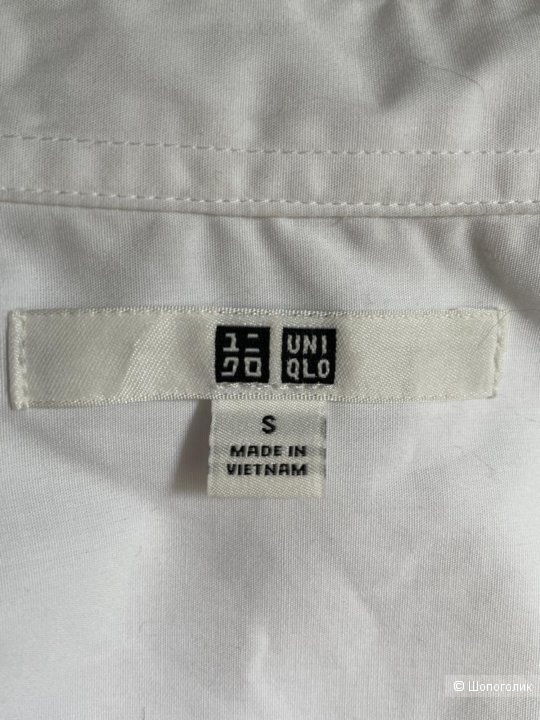 ユニ UNI
クロ QLO
S
MADE IN
VIETNAM
© Шопоголик